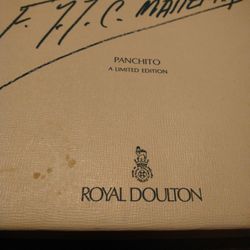 PANCHITO
A LIMITED EDITION
ROYAL DOULTON